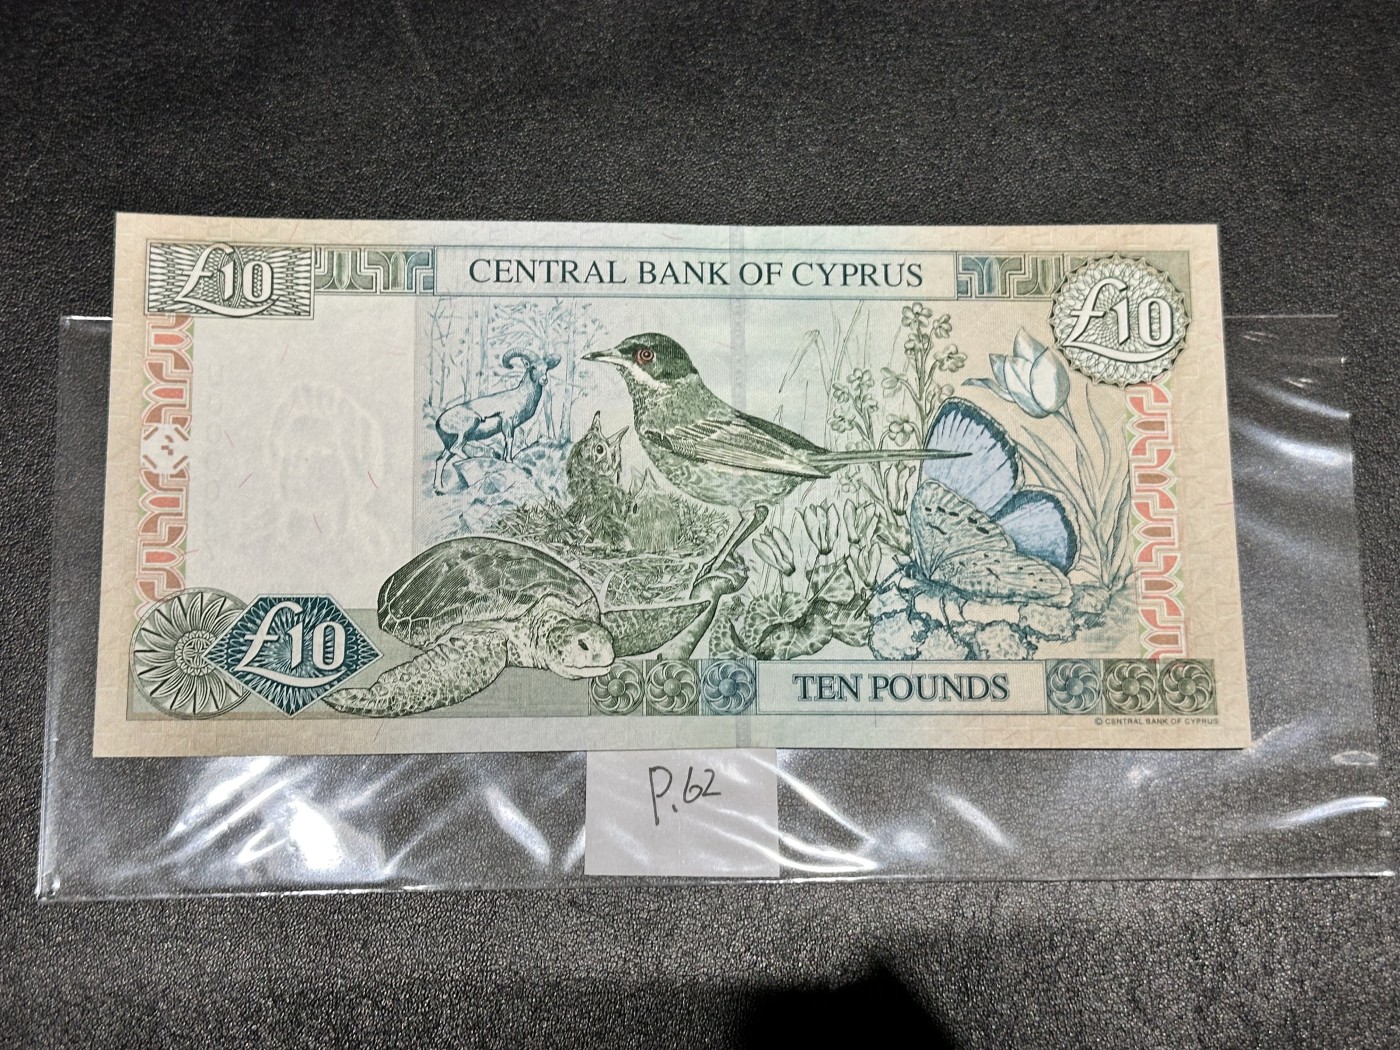 £10
CENTRAL BANK OF CYPRUS
£10
£10
TEN POUNDS
© CENTRAL BANK OF CYPRUS
P.62